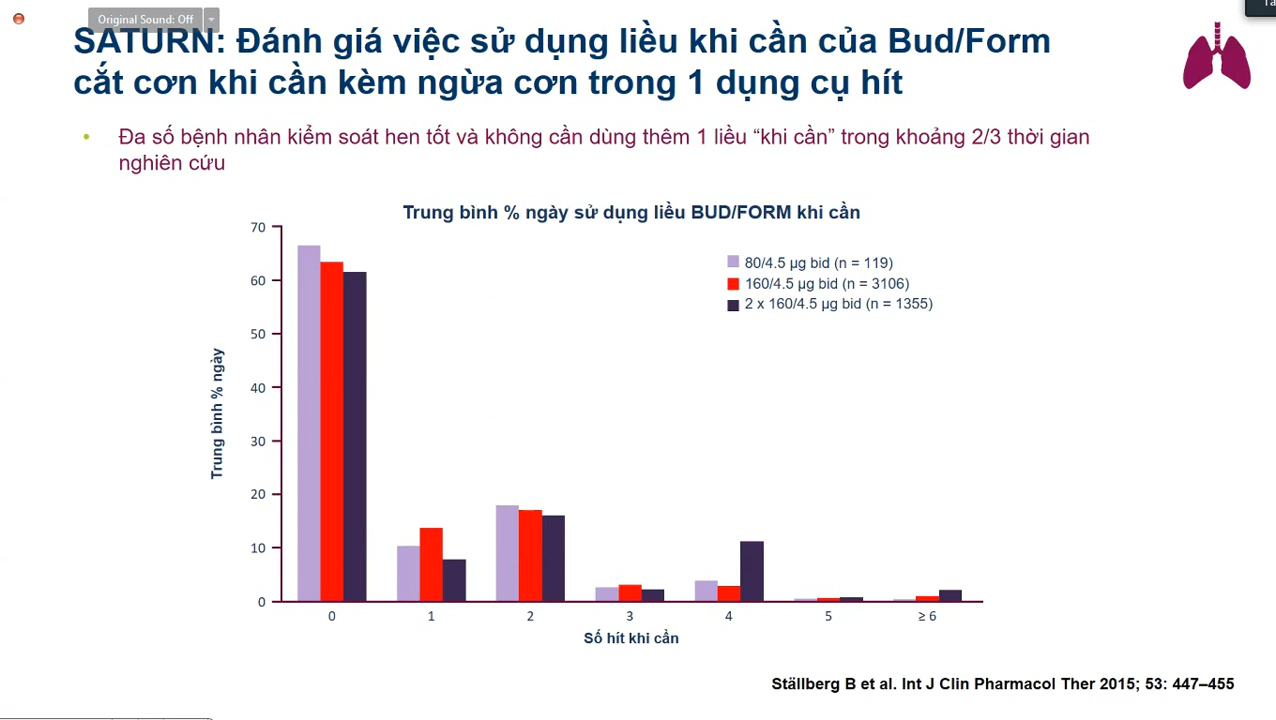 Original Sound: Off
Ta
SATURN: Đánh giá việc sử dụng liều khi cần của Bud/Form
cắt cơn khi cần kèm ngừa cơn trong 1 dụng cụ hít
• Đa số bệnh nhân kiểm soát hen tốt và không cần dùng thêm 1 liều “khi cần” trong khoảng 2/3 thời gian
nghiên cứu
Trung bình % ngày sử dụng liều BUD/FORM khi cần
80/4.5 µg bid (n = 119)
160/4.5 µg bid (n = 3106)
2 x 160/4.5 µg bid (n = 1355)
Trung bình % ngày
70
60
50
40
30
20
10
0
0 1 2 3 4 5 ≥ 6
Số hít khi cần
Ställberg B et al. Int J Clin Pharmacol Ther 2015; 53: 447–455